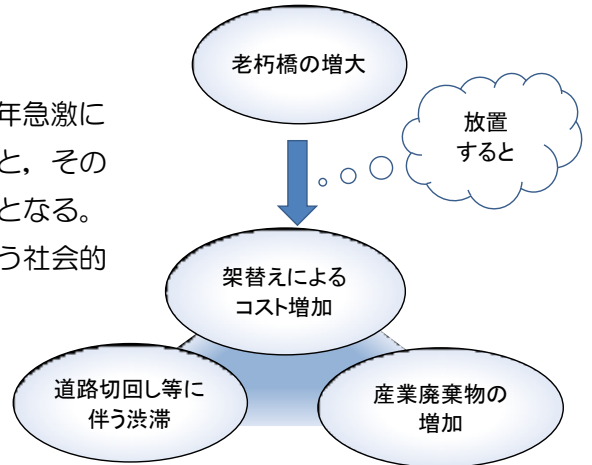 老朽橋の増大
年急激に
と，その
となる。
う社会的
放置
すると
架替えによる
コスト増加
道路切回し等に
伴う渋滞
産業廃棄物の
増加